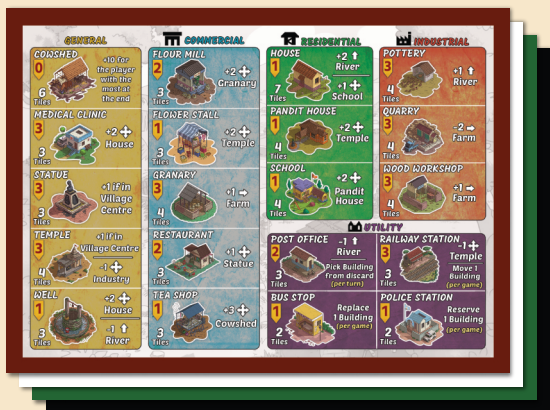 GENERAL
COWSHED
0
+10 for
the player
with the
most at
the end
6
Tiles
MEDICAL CLINIC
3
+2
House
3
Tiles
STATUE
3
+1 if in
Village
Centre
3
Tiles
TEMPLE
3
+1 if in
Village Centre
-1
Industry
4
Tiles
WELL
1
+2
House
-1
River
3
Tiles
COMMERCIAL
FLOUR MILL
2
+2
Granary
3
Tiles
FLOWER STALL
1
+2
Temple
3
Tiles
GRANARY
3
+1
Farm
4
Tiles
RESTAURANT
2
+1
Statue
3
Tiles
TEA SHOP
2
+3
Cowshed
3
Tiles
RESIDENTIAL
HOUSE
1
+2
River
+1
School
7
Tiles
PANDIT HOUSE
1
+2
Temple
4
Tiles
SCHOOL
1
+2
Pandit
House
4
Tiles
INDUSTRIAL
POTTERY
3
+1
River
4
Tiles
QUARRY
3
-2
Farm
4
Tiles
WOOD WORKSHOP
3
+1
Farm
4
Tiles
UTILITY
POST OFFICE
2
-1
River
Pick Building
from discard
(per turn)
3
Tiles
RAILWAY STATION
3
-1
Temple
Move 1
Building
(per game)
3
Tiles
BUS STOP
1
Replace
1 Building
(per game)
2
Tiles
POLICE STATION
1
Reserve
1 Building
(per game)
2
Tiles